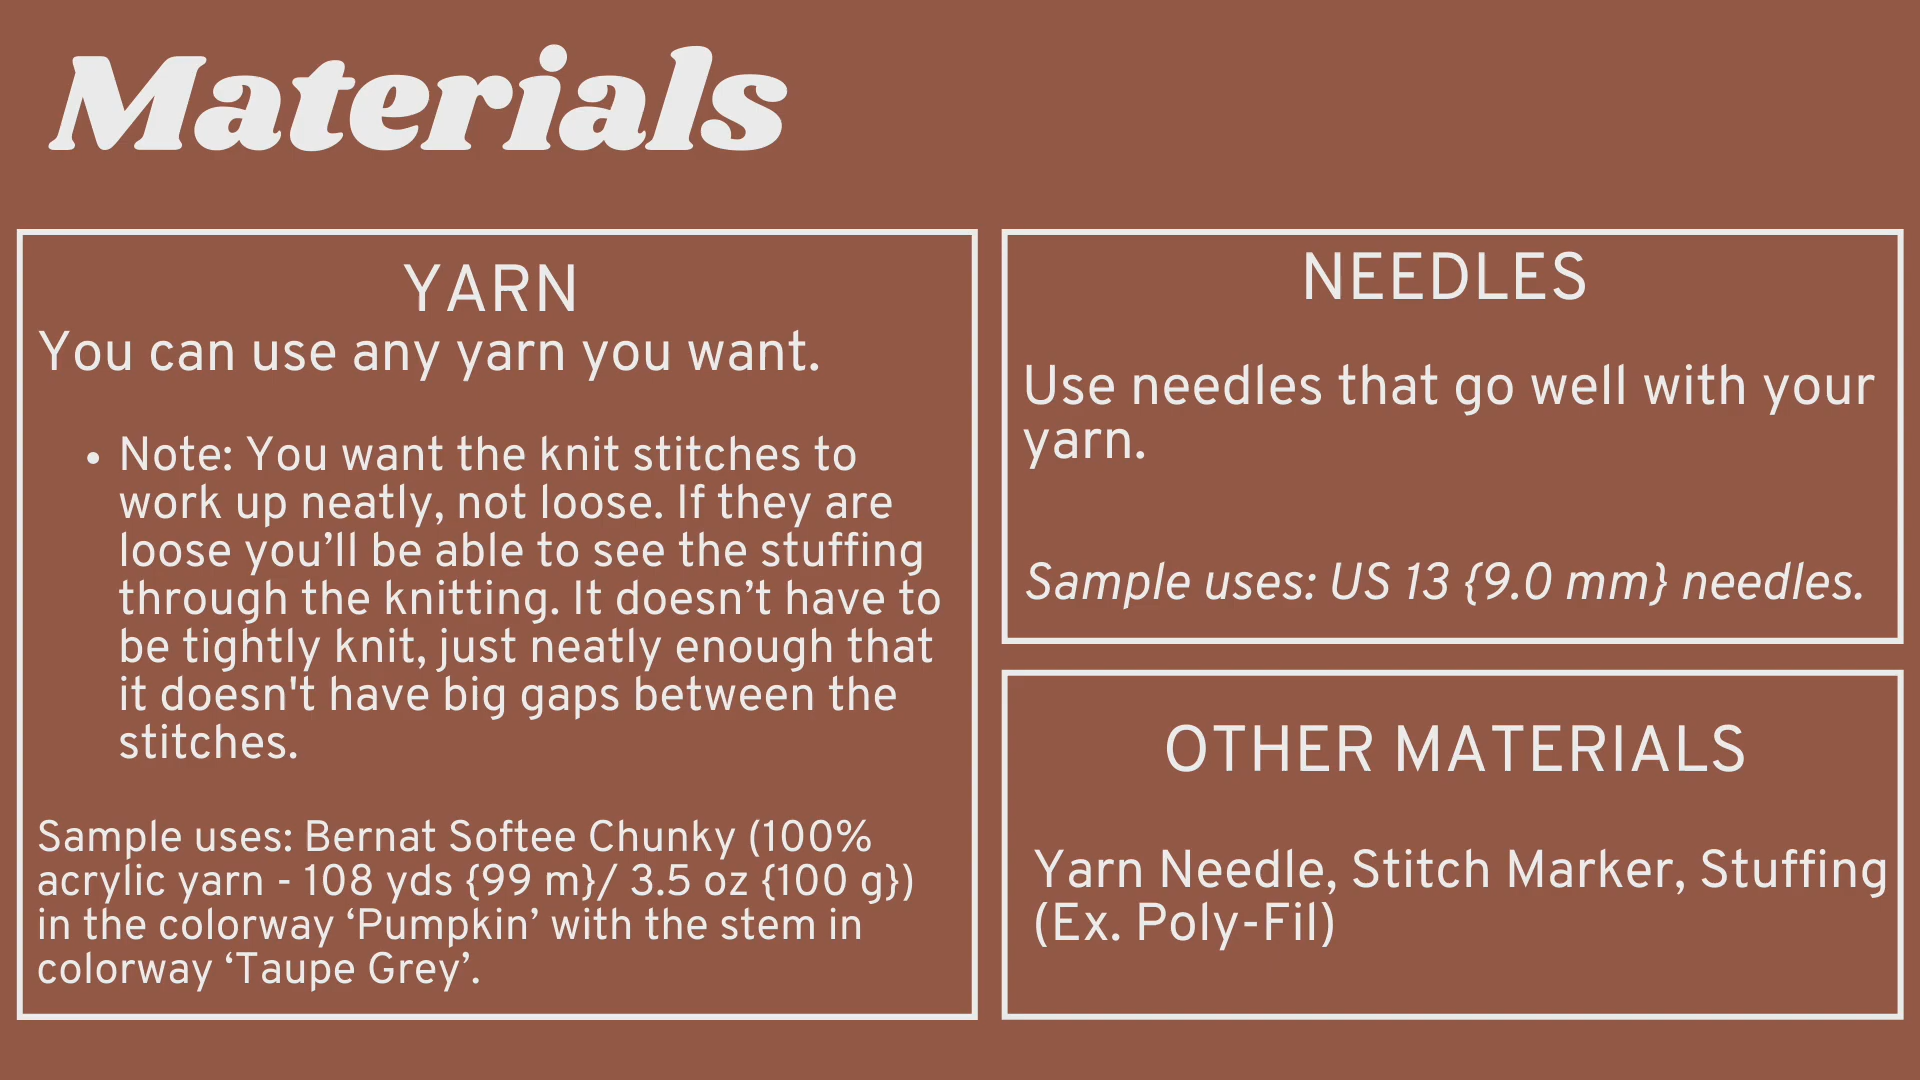 Materials
YARN
You can use any yarn you want.
• Note: You want the knit stitches to
work up neatly, not loose. If they are
loose you’ll be able to see the stuffing
through the knitting. It doesn’t have to
be tightly knit, just neatly enough that
it doesn't have big gaps between the
stitches.
Sample uses: Bernat Softee Chunky (100%
acrylic yarn - 108 yds {99 m}/ 3.5 oz {100 g})
in the colorway ‘Pumpkin’ with the stem in
colorway ‘Taupe Grey’.
NEEDLES
Use needles that go well with your
yarn.
Sample uses: US 13 {9.0 mm} needles.
OTHER MATERIALS
Yarn Needle, Stitch Marker, Stuffing
(Ex. Poly-Fil)